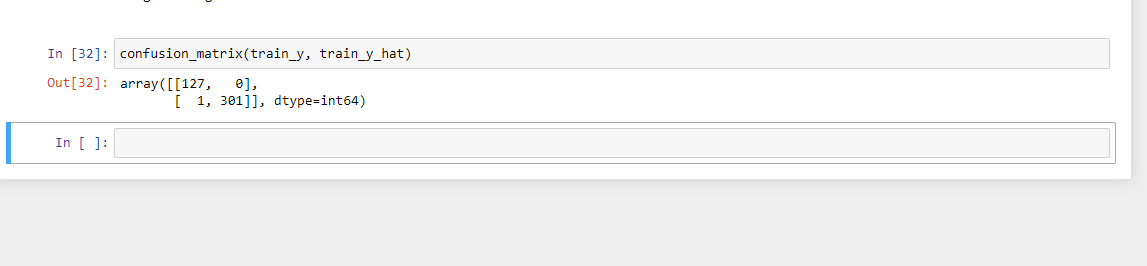 In [32]: confusion_matrix(train_y, train_y_hat)
Out[32]: array([[127,   0],
       [  1, 301]], dtype=int64)
In [ ]: